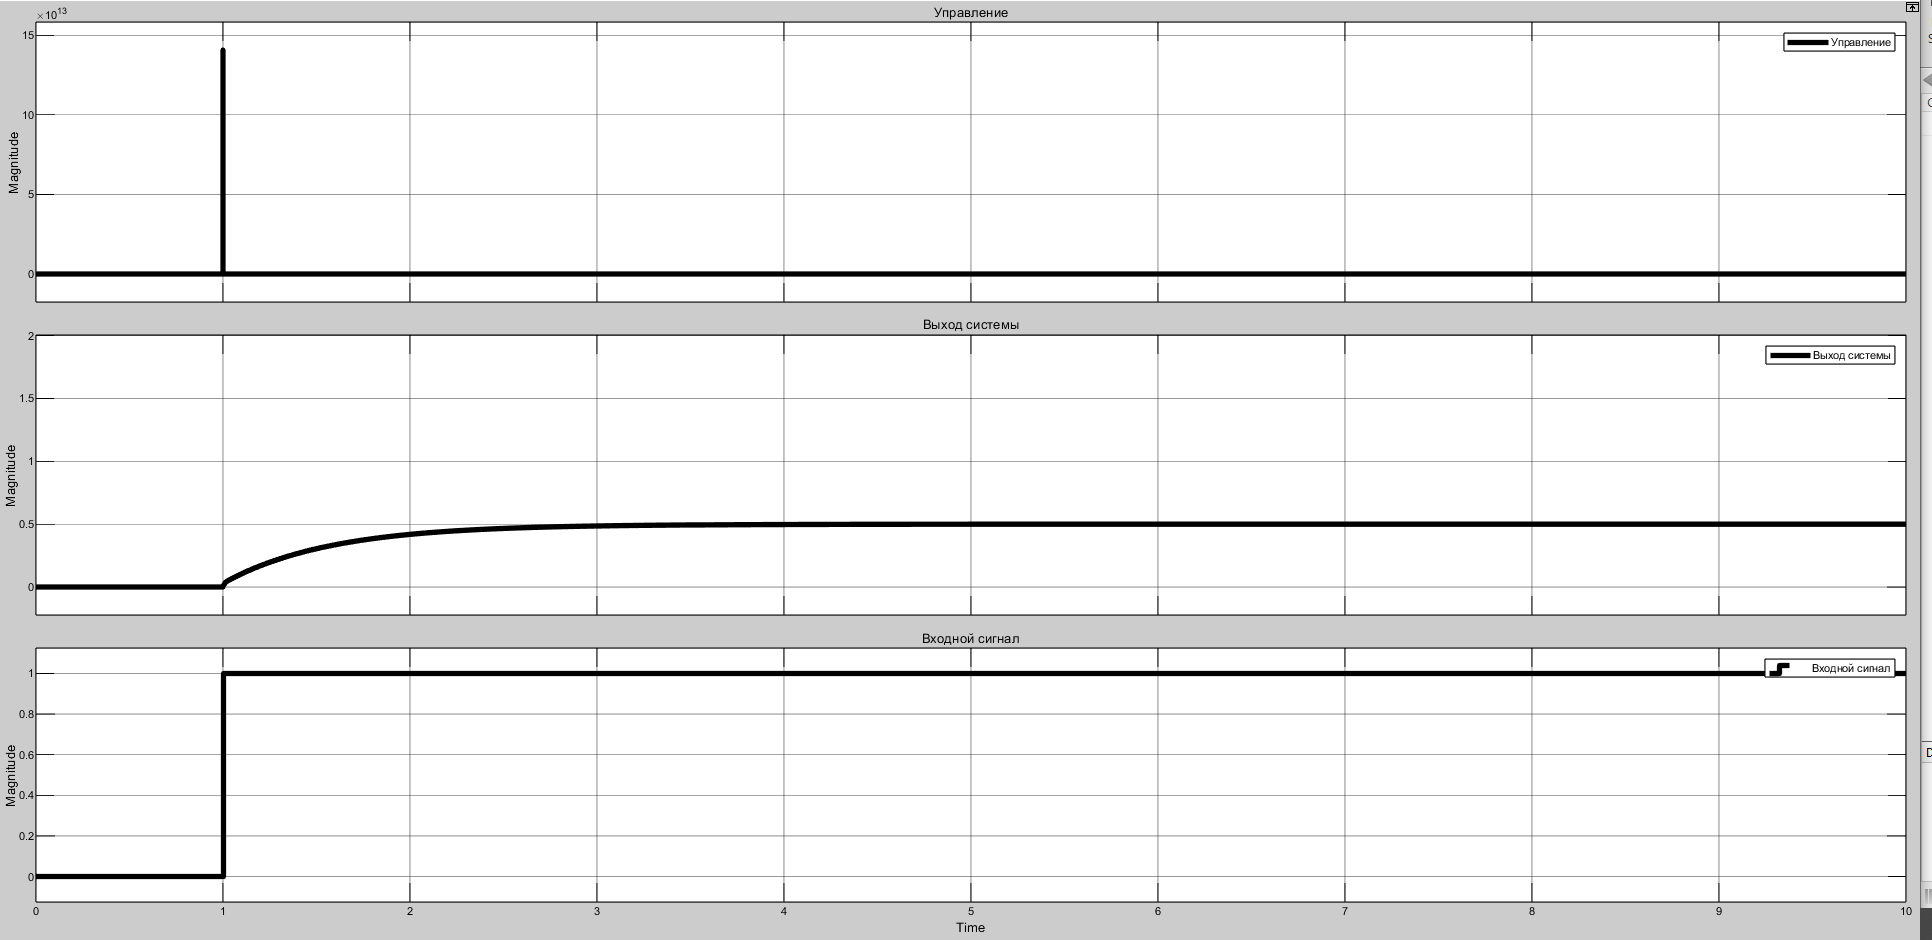 ×10¹³
Управление
15
10
5
0
Magnitude
Управление
Выход системы
2
1.5
1
0.5
0
Magnitude
Выход системы
Входной сигнал
1
0.8
0.6
0.4
0.2
0
Magnitude
Входной сигнал
0 1 2 3 4 5 6 7 8 9 10
Time